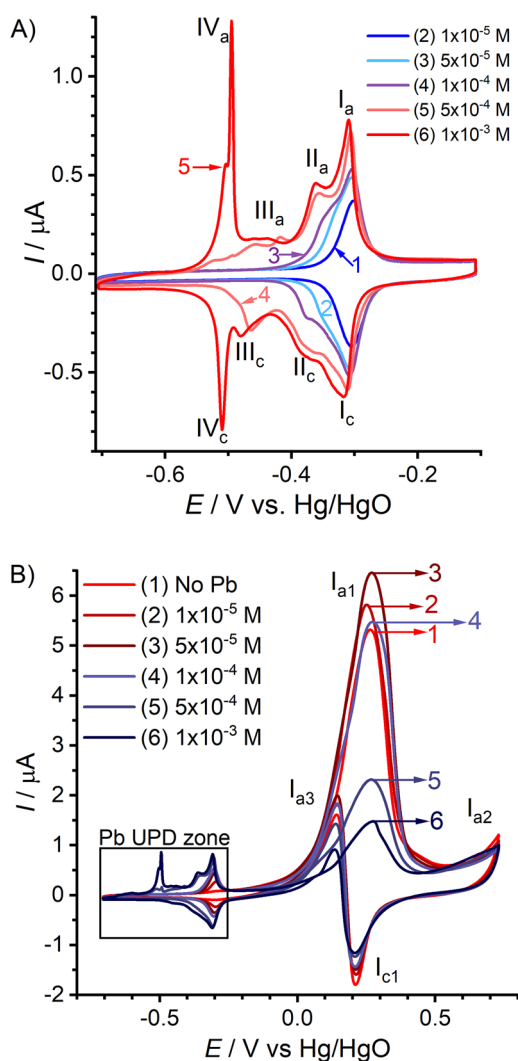 A)
IVa
Ia
IIa
IIIa
5
3
1
2
4
IIIc
IIc
Ic
IVc
(2) 1x10-5 M
(3) 5x10-5 M
(4) 1x10-4 M
(5) 5x10-4 M
(6) 1x10-3 M
1.0
0.5
0.0
-0.5
I / µA
-0.6
-0.4
-0.2
E / V vs. Hg/HgO
B)
(1) No Pb
(2) 1x10-5 M
(3) 5x10-5 M
(4) 1x10-4 M
(5) 5x10-4 M
(6) 1x10-3 M
Ia1
3
2
4
1
5
6
Ia3
Ia2
Pb UPD zone
Ic1
6
5
4
3
2
1
0
-1
-2
I / µA
-0.5
0.0
0.5
E / V vs Hg/HgO